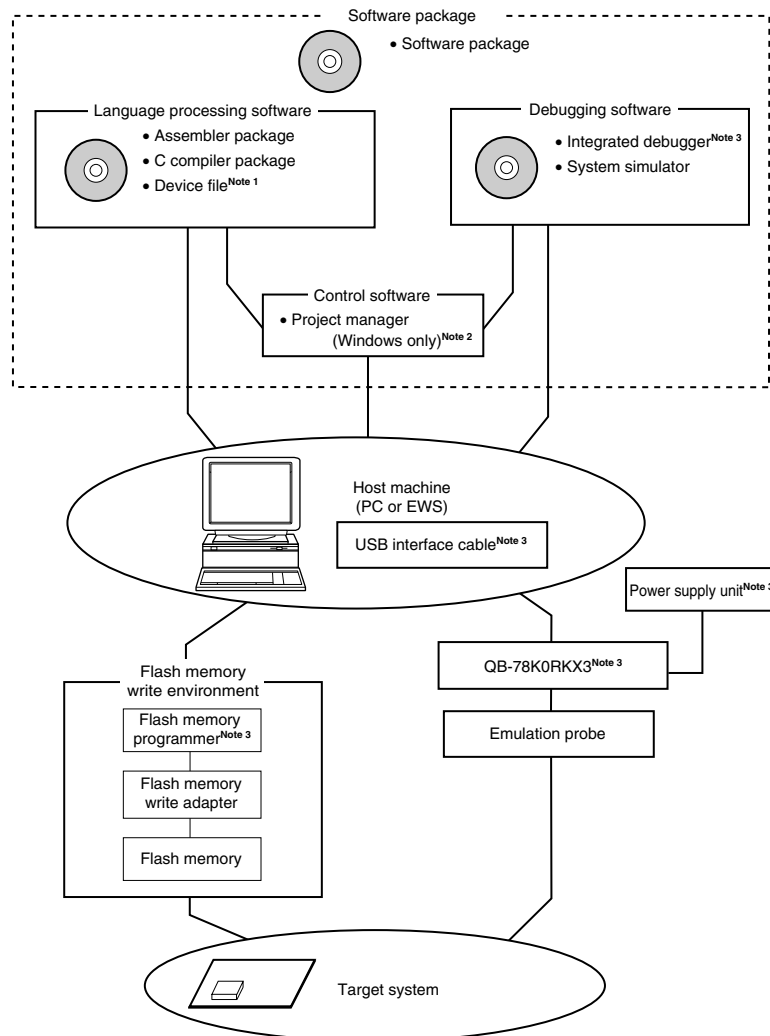 Software package
• Software package
Language processing software
• Assembler package
• C compiler package
• Device fileNote 1
Debugging software
• Integrated debuggerNote 3
• System simulator
Control software
• Project manager
(Windows only)Note 2
Host machine
(PC or EWS)
USB interface cableNote 3
Power supply unitNote 3
QB-78K0RKX3Note 3
Emulation probe
Flash memory
write environment
Flash memory
programmerNote 3
Flash memory
write adapter
Flash memory
Target system